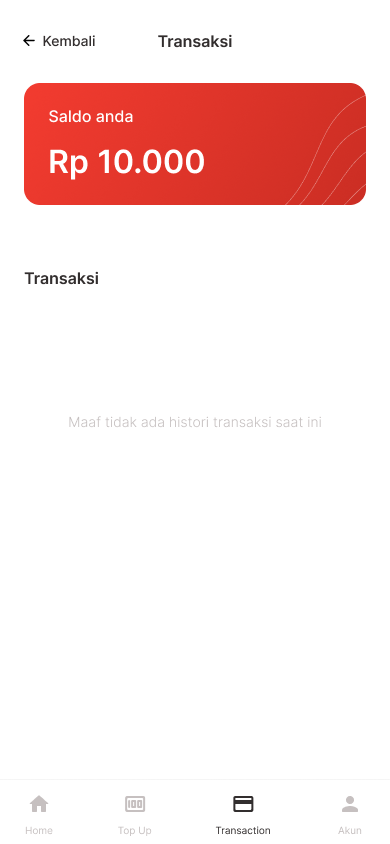 Kembali
Transaksi
Saldo anda
Rp 10.000
Transaksi
Maaf tidak ada histori transaksi saat ini
100
Home
Top Up
Transaction
Akun